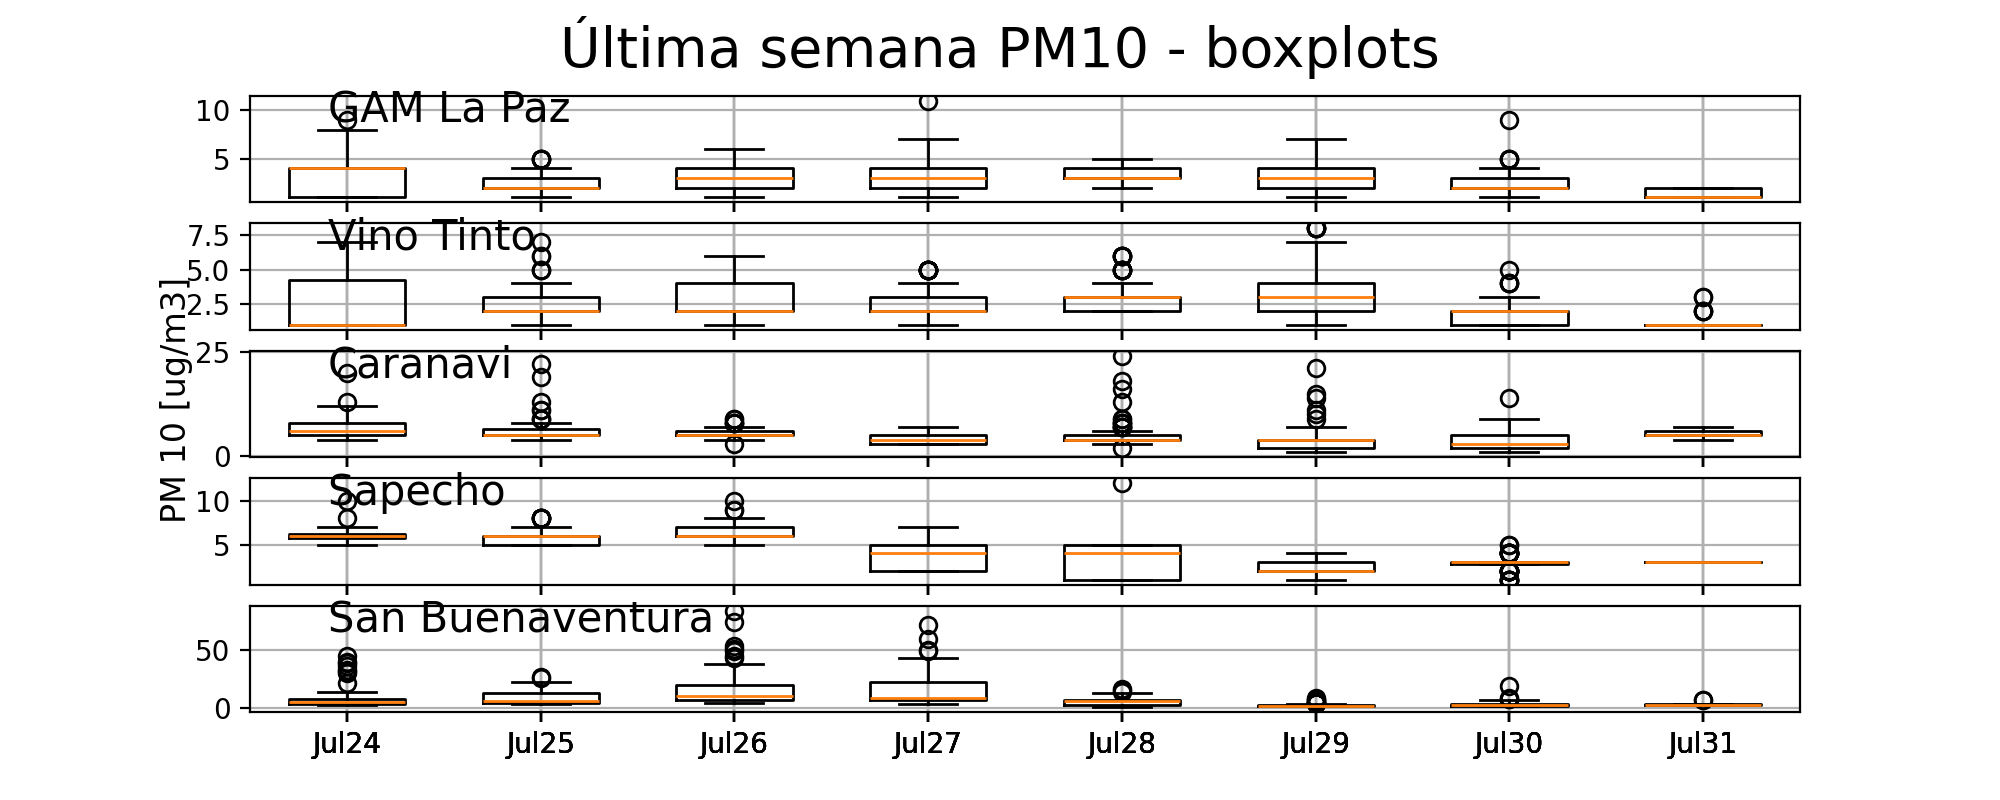 Última semana PM10 - boxplots
GAM La Paz
10
5
Vino Tinto
7.5
5.0
2.5
PM 10 [ug/m3]
Caranavi
25
0
Sapecho
10
5
San Buenaventura
50
0
Jul24 Jul25 Jul26 Jul27 Jul28 Jul29 Jul30 Jul31